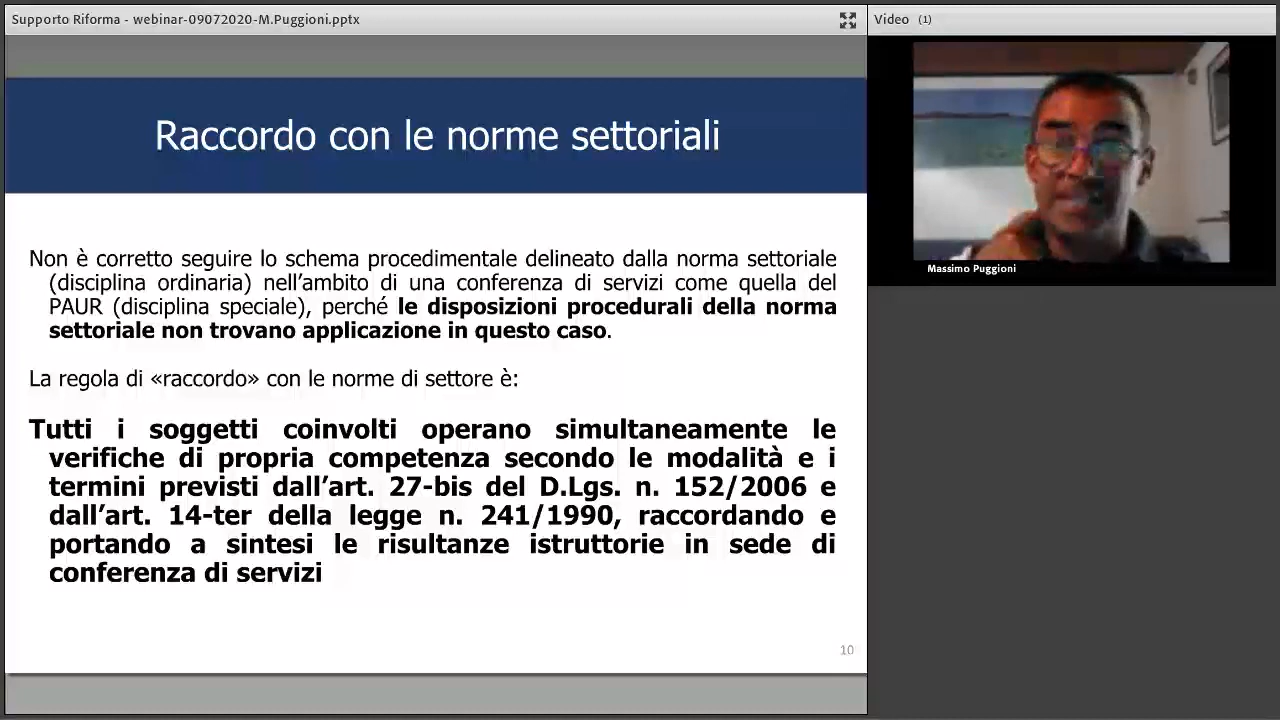 Supporto Riforma - webinar-09072020-M.Puggioni.pptx
Video (1)
Massimo Puggioni
Raccordo con le norme settoriali
Non è corretto seguire lo schema procedimentale delineato dalla norma settoriale
(disciplina ordinaria) nell’ambito di una conferenza di servizi come quella del
PAUR (disciplina speciale), perché le disposizioni procedurali della norma
settoriale non trovano applicazione in questo caso.
La regola di «raccordo» con le norme di settore è:
Tutti i soggetti coinvolti operano simultaneamente le
verifiche di propria competenza secondo le modalità e i
termini previsti dall’art. 27-bis del D.Lgs. n. 152/2006 e
dall’art. 14-ter della legge n. 241/1990, raccordando e
portando a sintesi le risultanze istruttorie in sede di
conferenza di servizi
10